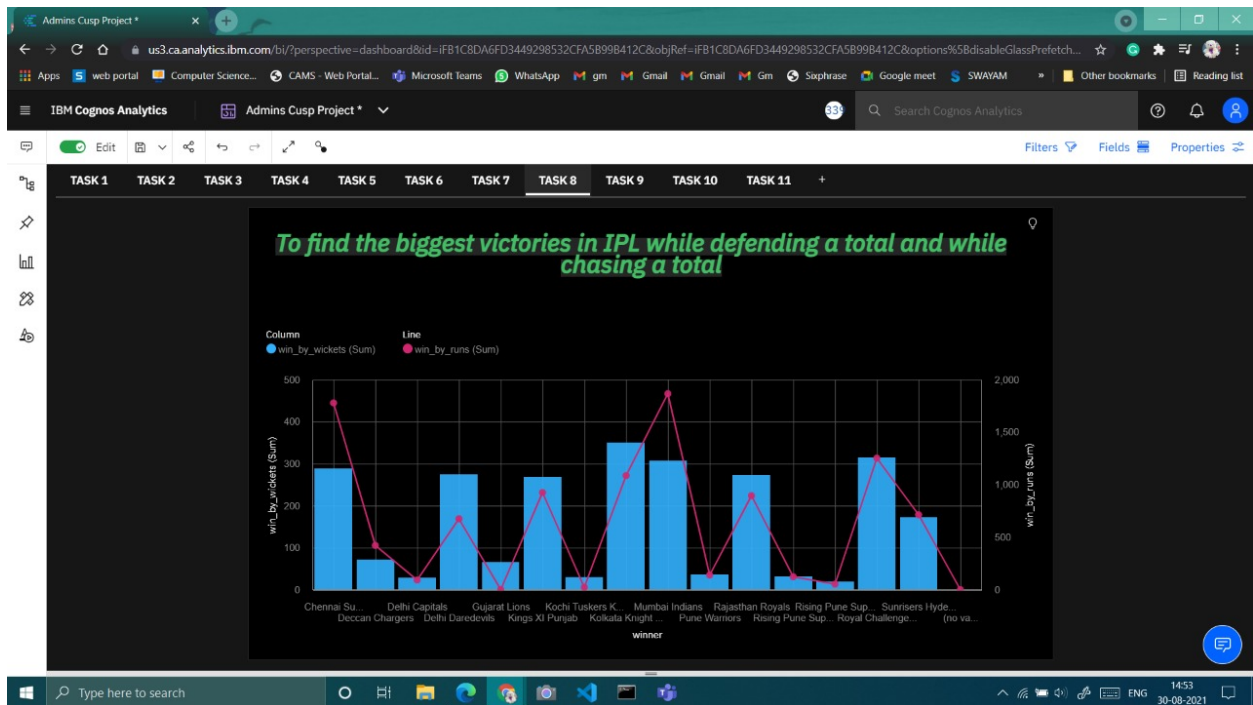 Admins Cusp Project * × +
us3.ca.analytics.ibm.com/bi/?perspective=dashboard&id=iFB1C8DA6FD3449298532CFA5B99B412C&objRef=iFB1C8DA6FD3449298532CFA5B99B412C&options%5BdisableGlassPrefetch...
Apps web portal Computer Science... CAMS - Web Portal... Microsoft Teams WhatsApp gm Gmail Gmail Gm Sixphrase Google meet SWAYAM » Other bookmarks Reading list
IBM Cognos Analytics Admins Cusp Project * 339 Search Cognos Analytics
Edit Filters Fields Properties
TASK 1 TASK 2 TASK 3 TASK 4 TASK 5 TASK 6 TASK 7 TASK 8 TASK 9 TASK 10 TASK 11 +
To find the biggest victories in IPL while defending a total and while
chasing a total
Column Line
win_by_wickets (Sum) win_by_runs (Sum)
500 2,000
400
1,500
300
1,000
200
500
100
0 0
win_by_wickets (Sum)
win_by_runs (Sum)
Chennai Su... Delhi Capitals Gujarat Lions Kochi Tuskers K... Mumbai Indians Rajasthan Royals Rising Pune Sup... Sunrisers Hyde...
Deccan Chargers Delhi Daredevils Kings XI Punjab Kolkata Knight ... Pune Warriors Rising Pune Sup... Royal Challenge... (no va...
winner
Type here to search ENG 14:53
30-08-2021